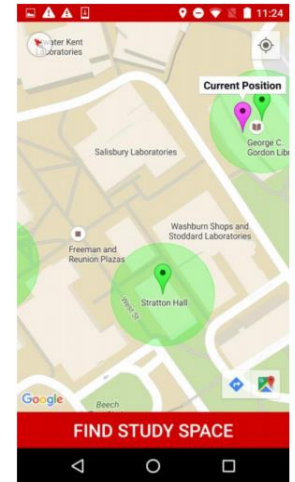 11:24
water Kent
Laboratories
Current Position
George C.
Gordon Libr
Salisbury Laboratories
Washburn Shops and
Stoddard Laboratories
Freeman and
Reunion Plazas
Stratton Hall
West St
Google
Beech
FIND STUDY SPACE